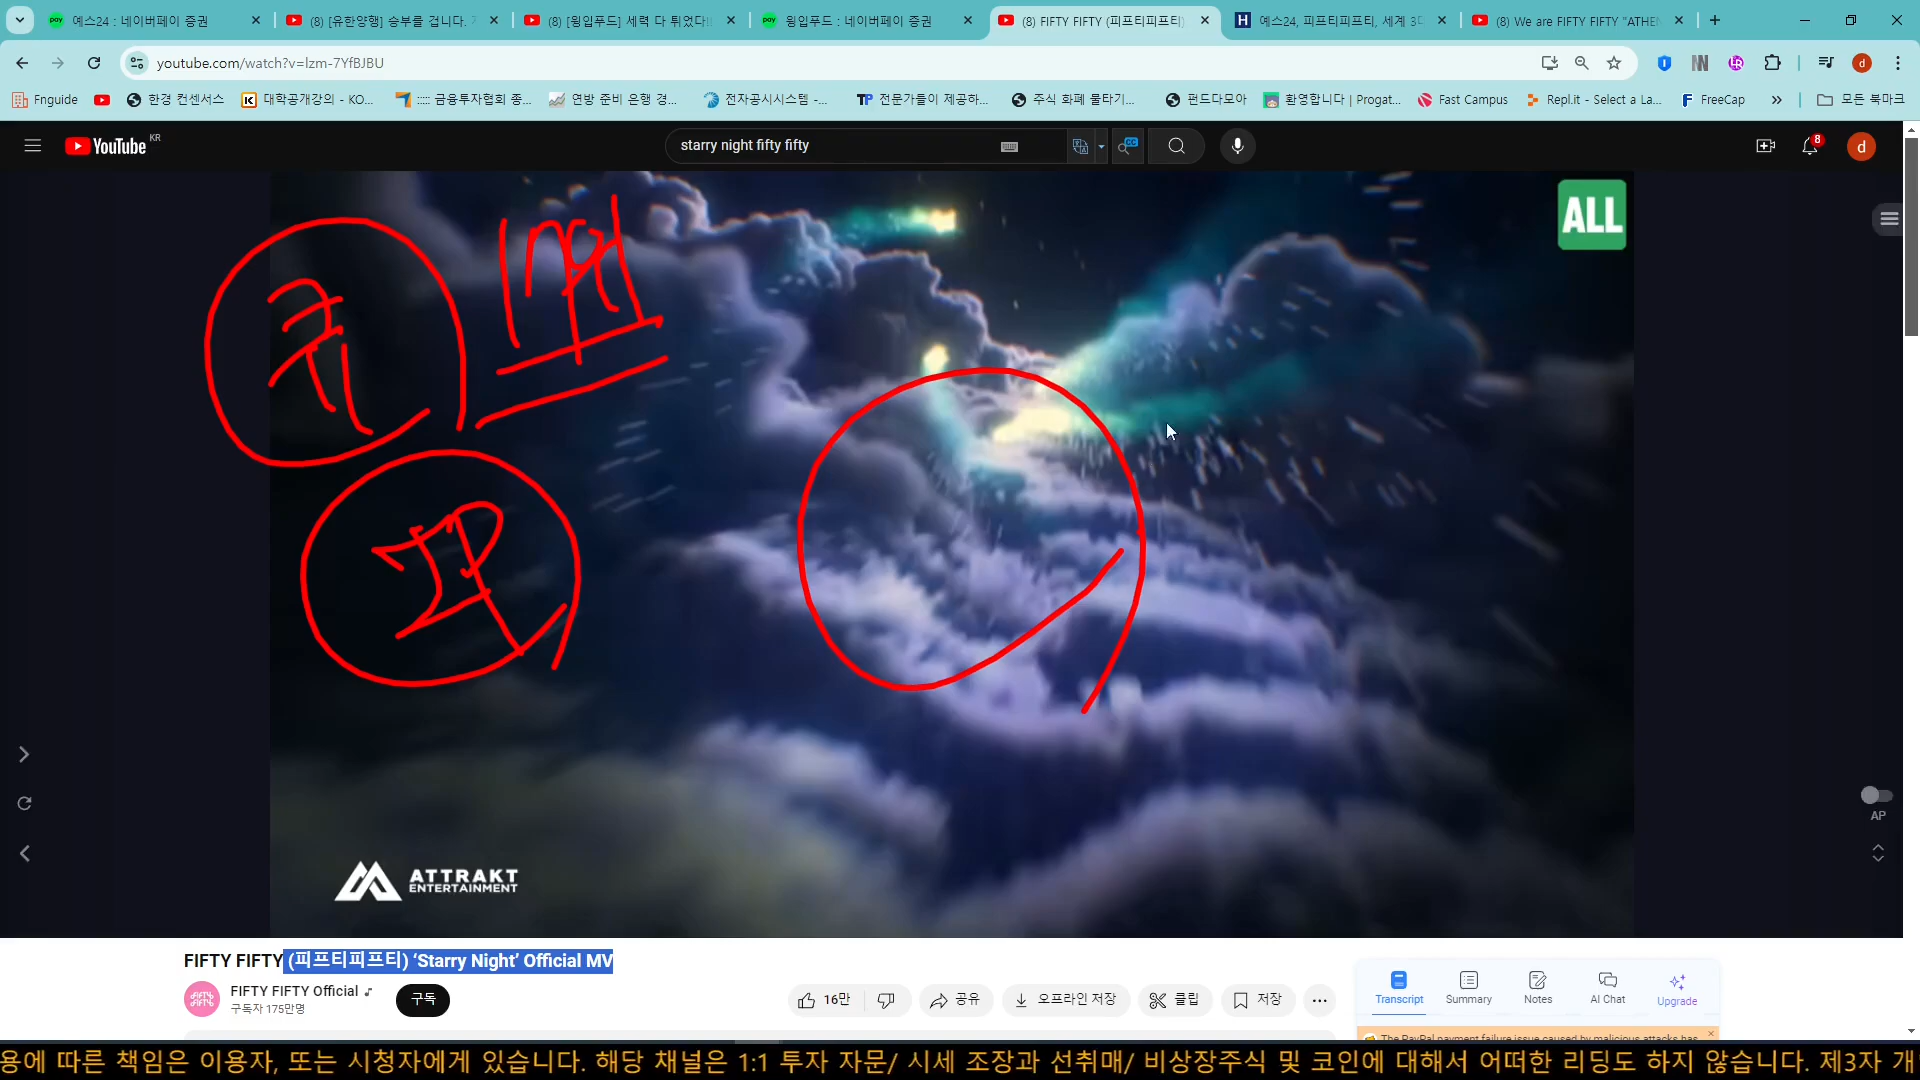 예스24 : 네이버페이 증권
(8) [유한양행] 승부를 겁니다.
(8) [윙입푸드] 세력 다 튀었다!
윙입푸드 : 네이버페이 증권
(8) FIFTY FIFTY (피프티피프티)
예스24, 피프티피프티, 세계 3대
(8) We are FIFTY FIFTY "ATHEN
youtube.com/watch?v=lzm-7YfBJBU
Fnguide
한경 컨센서스
대학공개강의 - KO...
::::: 금융투자협회 종...
연방 준비 은행 경...
전자공시시스템 -...
전문가들이 제공하...
주식 화폐 물타기...
펀드다모아
환영합니다 | Progat...
Fast Campus
Repl.it - Select a La...
FreeCap
모든 북마크
YouTube KR
starry night fifty fifty
8
d
ALL
IP
AP
ATTRAKT
ENTERTAINMENT
FIFTY FIFTY (피프티피프티) ‘Starry Night’ Official MV
FIFTY FIFTY Official
구독자 175만명
구독
16만
공유
오프라인 저장
클립
저장
Transcript
Summary
Notes
AI Chat
Upgrade
The PayPal payment failure issue caused by malicious attacks has
용에 따른 책임은 이용자, 또는 시청자에게 있습니다. 해당 채널은 1:1 투자 자문/ 시세 조장과 선취매/ 비상장주식 및 코인에 대해서 어떠한 리딩도 하지 않습니다. 제3자 개